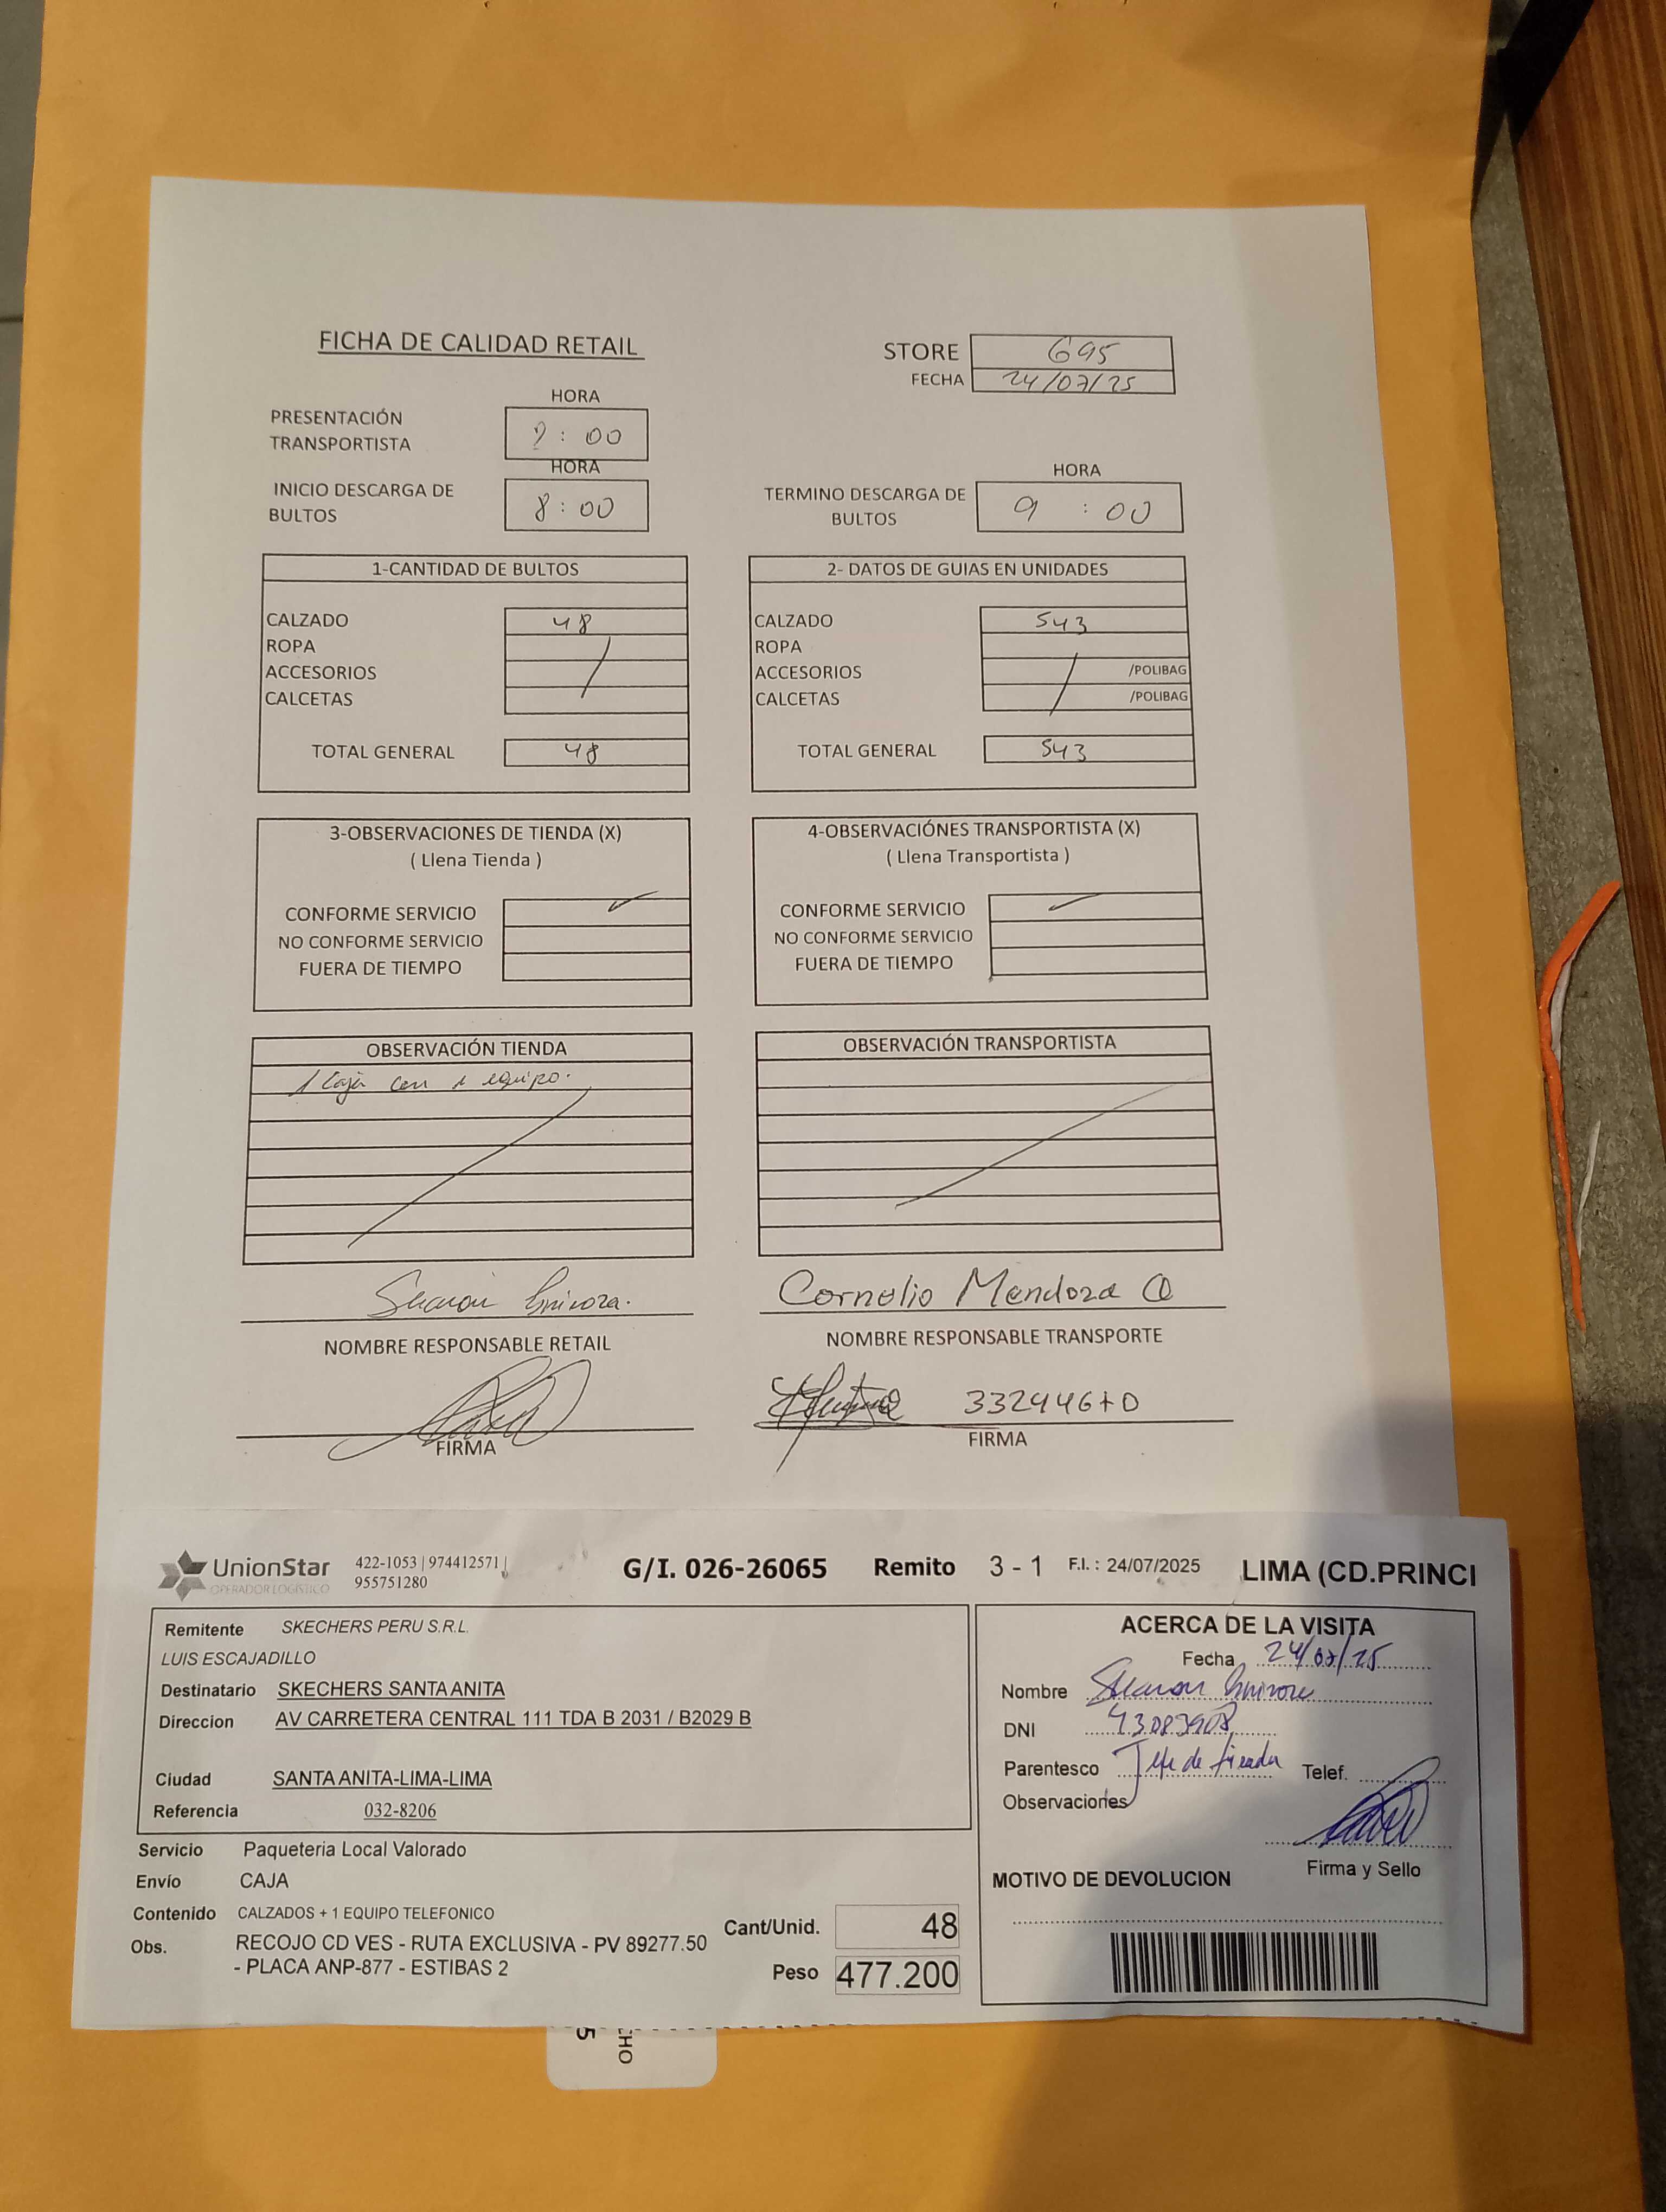 FICHA DE CALIDAD RETAIL
STORE 695
FECHA 24/07/25
HORA
PRESENTACIÓN TRANSPORTISTA : 00
HORA
INICIO DESCARGA DE BULTOS 8 : 00
HORA
TERMINO DESCARGA DE BULTOS 9 : 00
1-CANTIDAD DE BULTOS
CALZADO 48
ROPA
ACCESORIOS
CALCETAS
TOTAL GENERAL 48
2- DATOS DE GUIAS EN UNIDADES
CALZADO 543
ROPA
ACCESORIOS /POLIBAG
CALCETAS /POLIBAG
TOTAL GENERAL 543
3-OBSERVACIONES DE TIENDA (X)
( Llena Tienda )
CONFORME SERVICIO ✓
NO CONFORME SERVICIO
FUERA DE TIEMPO
4-OBSERVACIÓNES TRANSPORTISTA (X)
( Llena Transportista )
CONFORME SERVICIO ✓
NO CONFORME SERVICIO
FUERA DE TIEMPO
OBSERVACIÓN TIENDA
1 Caja con 1 equipo.
OBSERVACIÓN TRANSPORTISTA
Sharon
NOMBRE RESPONSABLE RETAIL
FIRMA
Cornelio Mendoza Q
NOMBRE RESPONSABLE TRANSPORTE
FIRMA
UnionStar
OPERADOR LOGISTICO
422-1053 | 974412571 |
955751280
G/I. 026-26065 Remito 3 - 1 F.I. : 24/07/2025 LIMA (CD.PRINCI
Remitente SKECHERS PERU S.R.L.
LUIS ESCAJADILLO
Destinatario SKECHERS SANTA ANITA
Direccion AV CARRETERA CENTRAL 111 TDA B 2031 / B2029 B
Ciudad SANTA ANITA-LIMA-LIMA
Referencia 032-8206
Servicio Paqueteria Local Valorado
Envío CAJA
Contenido CALZADOS + 1 EQUIPO TELEFONICO
Obs. RECOJO CD VES - RUTA EXCLUSIVA - PV 89277.50
- PLACA ANP-877 - ESTIBAS 2
Cant/Unid. 48
Peso 477.200
ACERCA DE LA VISITA
Fecha 24/07/25
Nombre Sharon
DNI
Parentesco Jefe de tienda Telef.
Observaciones
Firma y Sello
MOTIVO DE DEVOLUCION
5
CHO